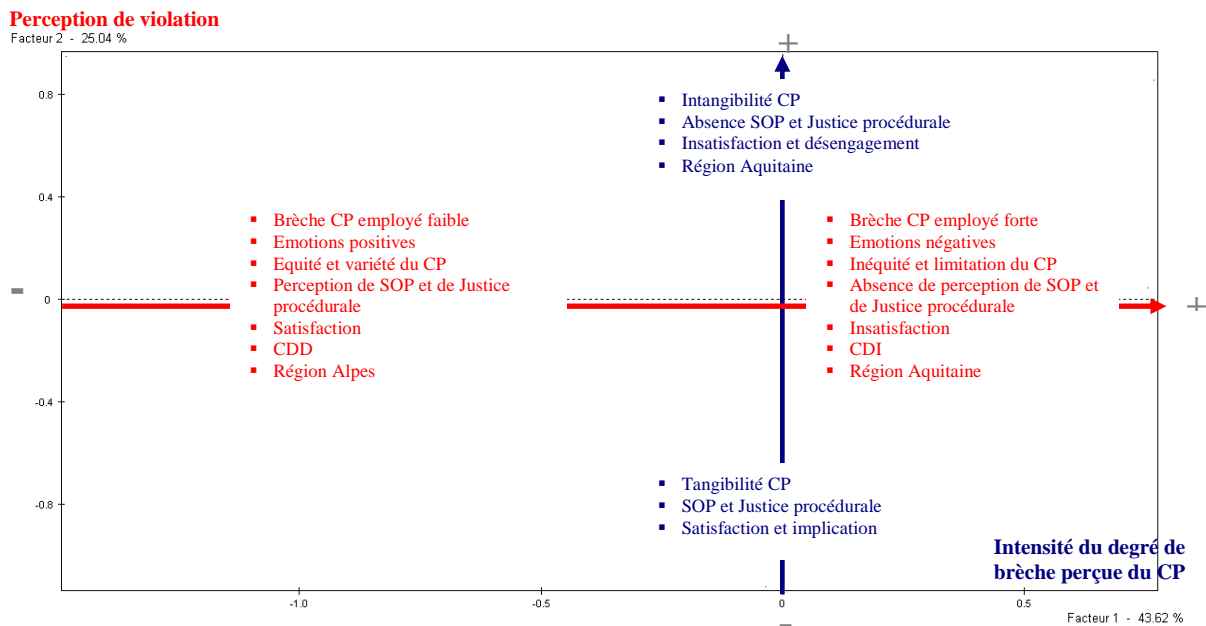 Perception de violation
Facteur 2 - 25.04 %
+
0.8
▪ Intangibilité CP
▪ Absence SOP et Justice procédurale
▪ Insatisfaction et désengagement
▪ Région Aquitaine
0.4
▪ Brèche CP employé faible
▪ Emotions positives
▪ Equité et variété du CP
▪ Perception de SOP et de Justice
procédurale
▪ Satisfaction
▪ CDD
▪ Région Alpes
▪ Brèche CP employé forte
▪ Emotions négatives
▪ Inéquité et limitation du CP
▪ Absence de perception de SOP et
de Justice procédurale
▪ Insatisfaction
▪ CDI
▪ Région Aquitaine
-
0
+
-0.4
-0.8
▪ Tangibilité CP
▪ SOP et Justice procédurale
▪ Satisfaction et implication
Intensité du degré de
brèche perçue du CP
-1.0
-0.5
0
0.5
Facteur 1 - 43.62 %
-